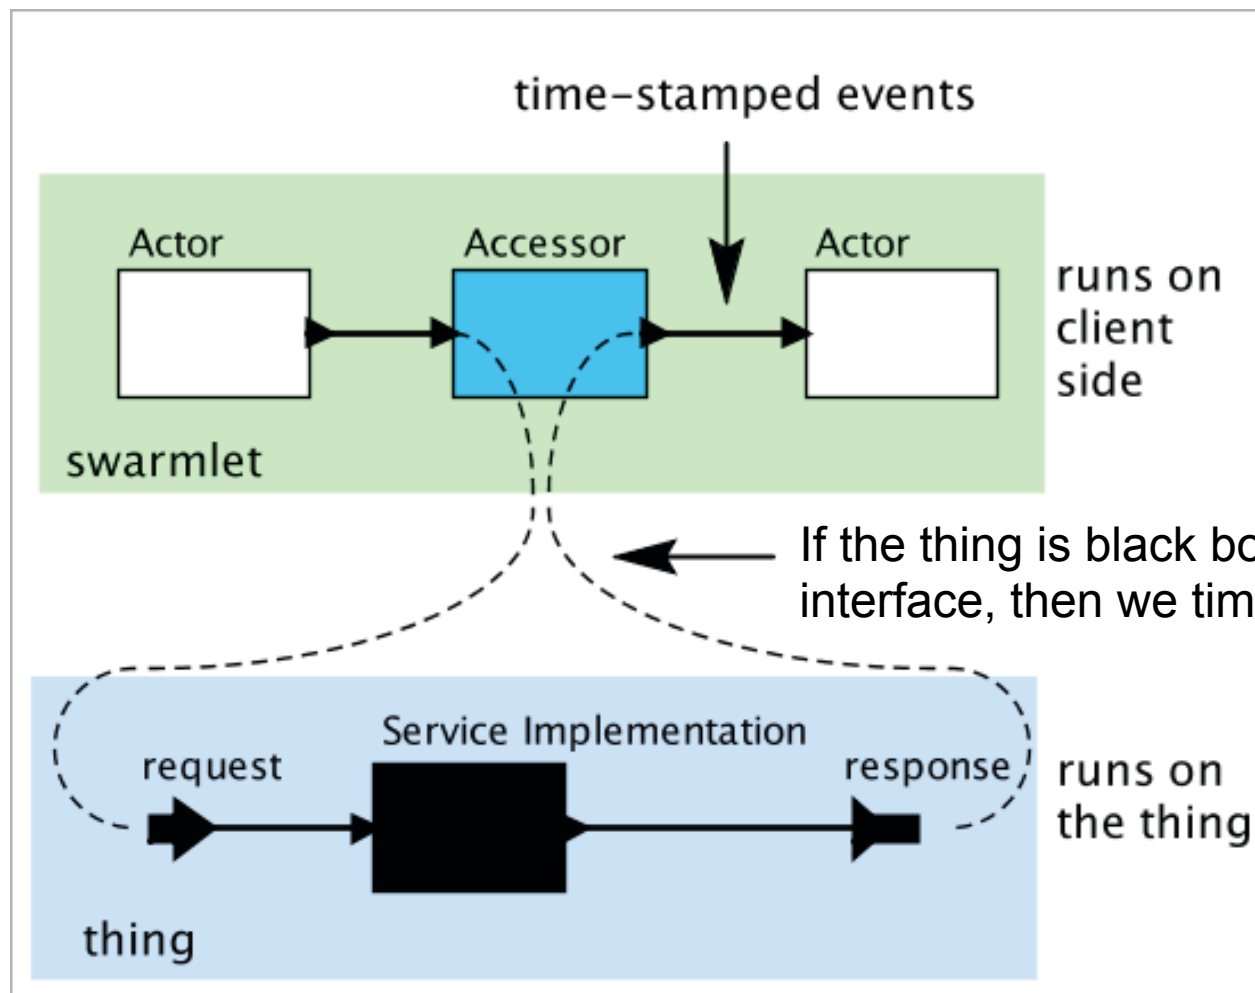 time-stamped events
Actor
Accessor
Actor
runs on
client
side
swarmlet
If the thing is black
interface, then we
Service Implementation
request
response
runs on
the thing
thing